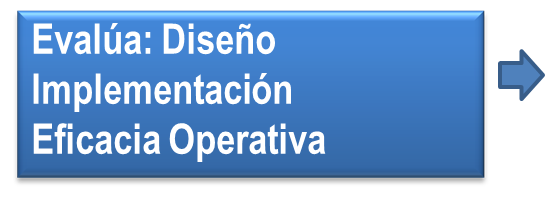 Evalúa: Diseño
Implementación
Eficacia Operativa